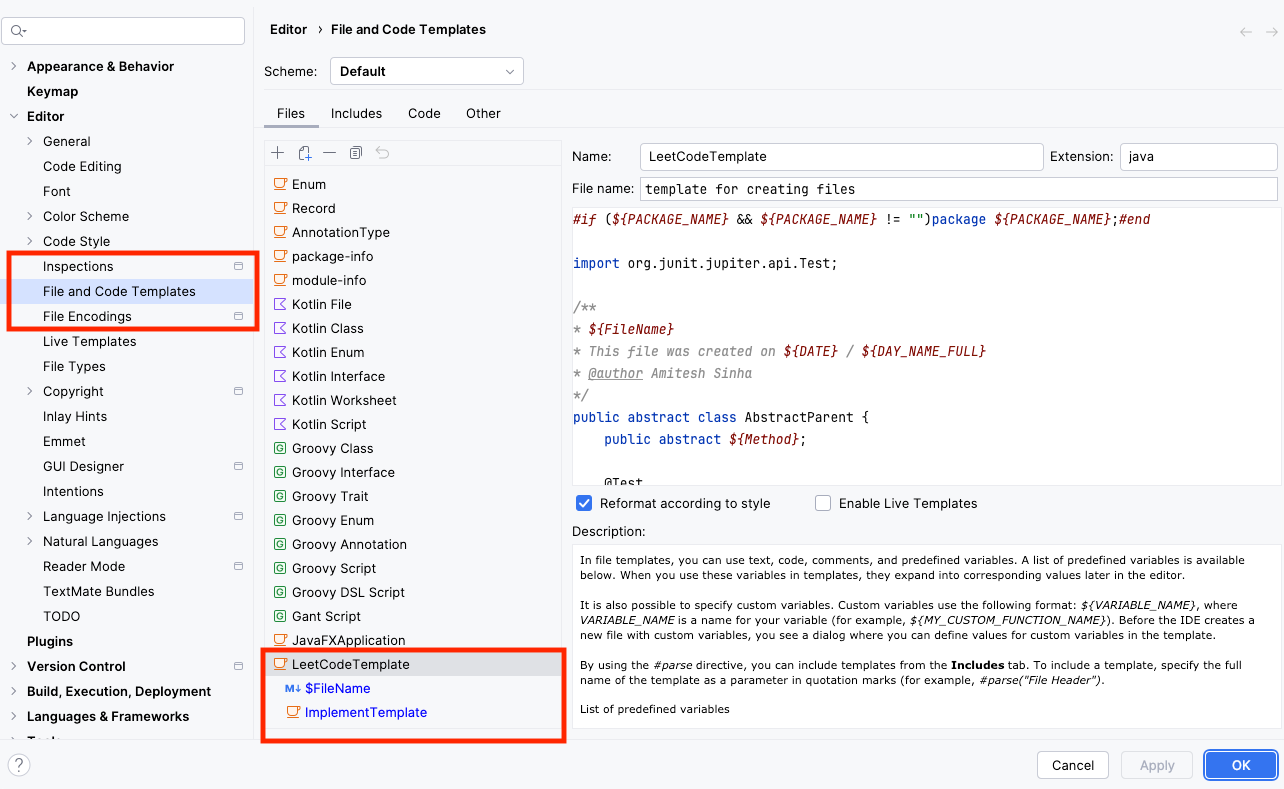 Editor › File and Code Templates
Appearance & Behavior
Keymap
Editor
General
Code Editing
Font
Color Scheme
Code Style
Inspections
File and Code Templates
File Encodings
Live Templates
File Types
Copyright
Inlay Hints
Emmet
GUI Designer
Intentions
Language Injections
Natural Languages
Reader Mode
TextMate Bundles
TODO
Plugins
Version Control
Build, Execution, Deployment
Languages & Frameworks
Scheme: Default
Files Includes Code Other
Enum
Record
AnnotationType
package-info
module-info
Kotlin File
Kotlin Class
Kotlin Enum
Kotlin Interface
Kotlin Worksheet
Kotlin Script
Groovy Class
Groovy Interface
Groovy Trait
Groovy Enum
Groovy Annotation
Groovy Script
Groovy DSL Script
Gant Script
JavaFXApplication
LeetCodeTemplate
M↓ $FileName
ImplementTemplate
Name: LeetCodeTemplate Extension: java
File name: template for creating files
#if (${PACKAGE_NAME} && ${PACKAGE_NAME} != "")package ${PACKAGE_NAME};#end
import org.junit.jupiter.api.Test;
/**
* ${FileName}
* This file was created on ${DATE} / ${DAY_NAME_FULL}
* @author Amitesh Sinha
*/
public abstract class AbstractParent {
public abstract ${Method};
@Test
Reformat according to style Enable Live Templates
Description:
In file templates, you can use text, code, comments, and predefined variables. A list of predefined variables is available
below. When you use these variables in templates, they expand into corresponding values later in the editor.
It is also possible to specify custom variables. Custom variables use the following format: ${VARIABLE_NAME}, where
VARIABLE_NAME is a name for your variable (for example, ${MY_CUSTOM_FUNCTION_NAME}). Before the IDE creates a
new file with custom variables, you see a dialog where you can define values for custom variables in the template.
By using the #parse directive, you can include templates from the Includes tab. To include a template, specify the full
name of the template as a parameter in quotation marks (for example, #parse("File Header").
List of predefined variables
? Cancel Apply OK